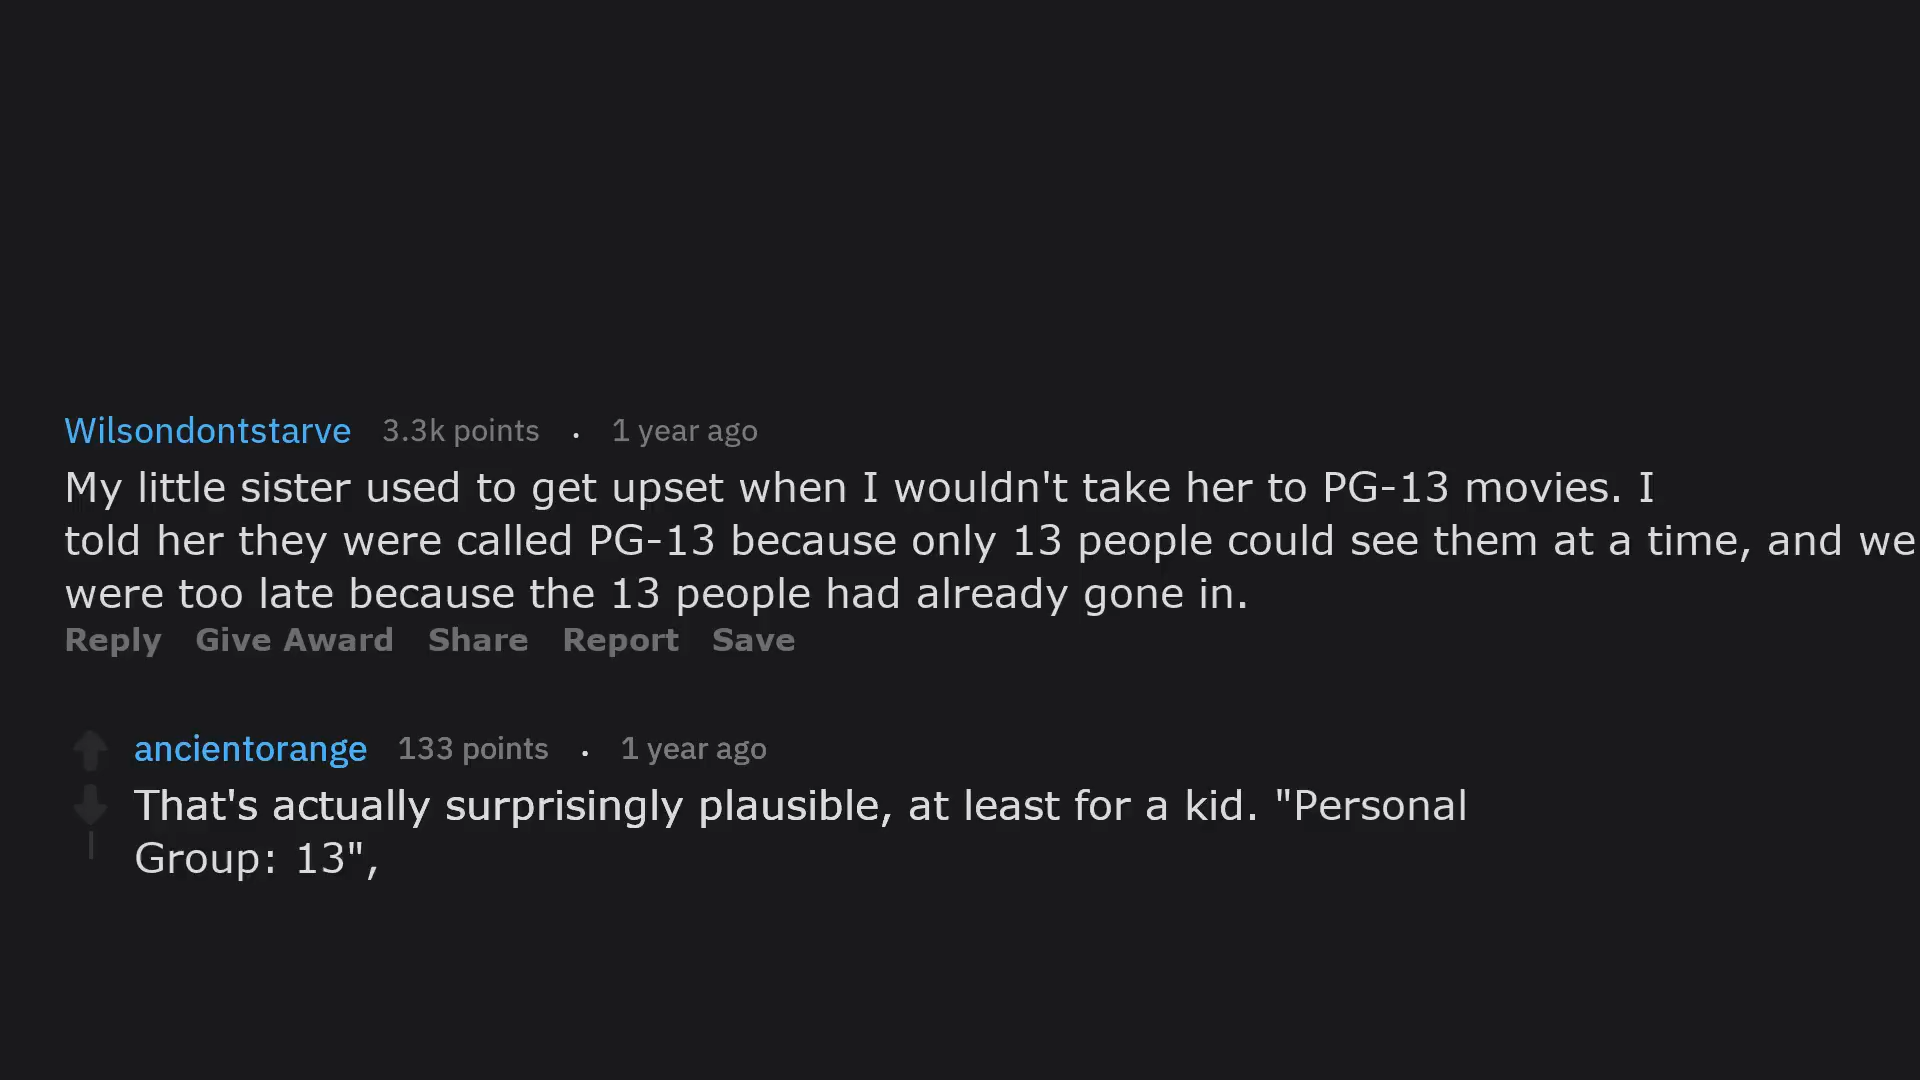 Wilsondontstarve 3.3k points · 1 year ago
My little sister used to get upset when I wouldn't take her to PG-13 movies. I
told her they were called PG-13 because only 13 people could see them at a time, and we
were too late because the 13 people had already gone in.
Reply Give Award Share Report Save
ancientorange 133 points · 1 year ago
That's actually surprisingly plausible, at least for a kid. "Personal
Group: 13",